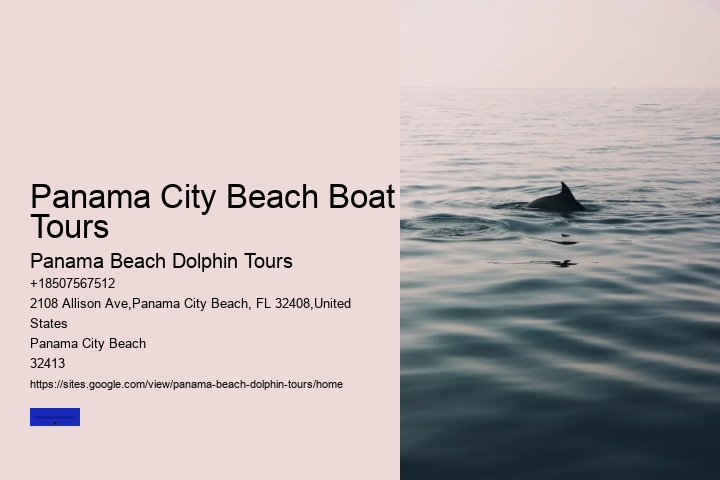 Panama City Beach Boat
Tours
Panama Beach Dolphin Tours
+18507567512
2108 Allison Ave,Panama City Beach, FL 32408,United
States
Panama City Beach
32413
https://sites.google.com/view/panama-beach-dolphin-tours/home